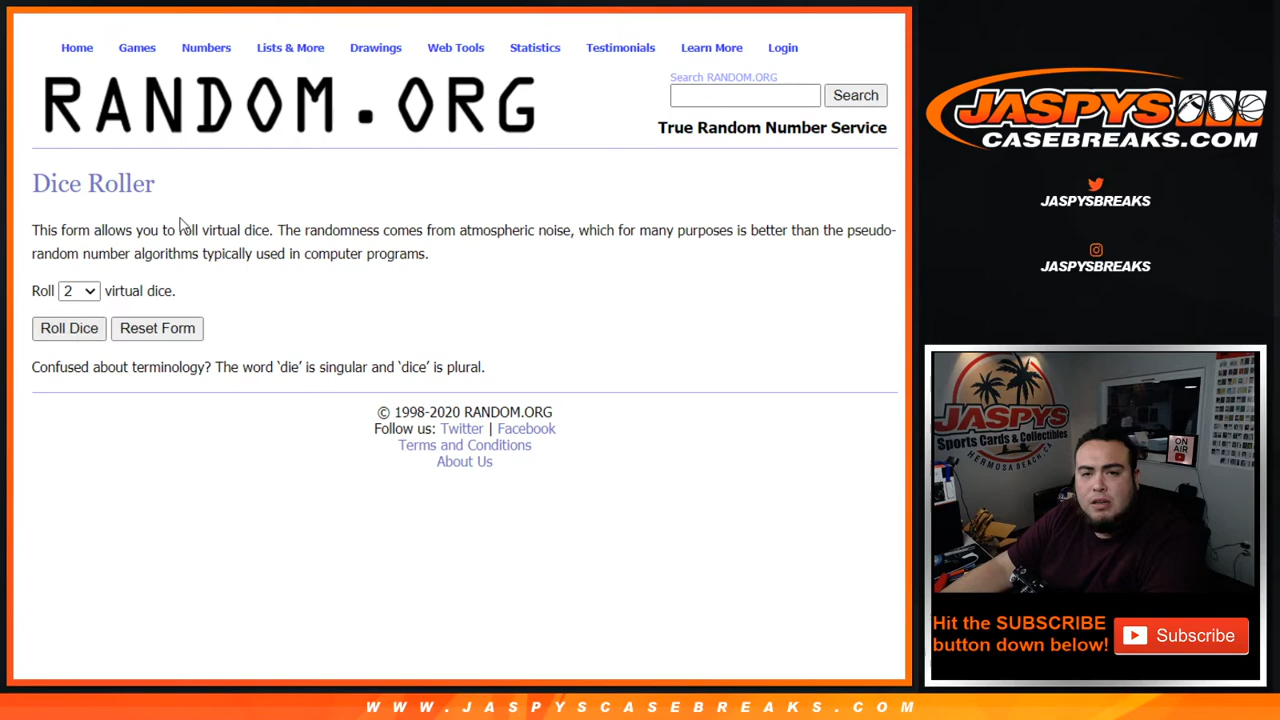 Home Games Numbers Lists & More Drawings Web Tools Statistics Testimonials Learn More Login
RANDOM.ORG
Search RANDOM.ORG
Search
True Random Number Service
Dice Roller
This form allows you to roll virtual dice. The randomness comes from atmospheric noise, which for many purposes is better than the pseudo-
random number algorithms typically used in computer programs.
Roll 2 virtual dice.
Roll Dice Reset Form
Confused about terminology? The word ‘die’ is singular and ‘dice’ is plural.
© 1998-2020 RANDOM.ORG
Follow us: Twitter | Facebook
Terms and Conditions
About Us
JASPYS
CASEBREAKS.COM
JASPYSBREAKS
JASPYSBREAKS
JASPYS
Sports Cards & Collectibles
HERMOSA BEACH, CA
ON
AIR
Hit the SUBSCRIBE
button down below!
Subscribe
WWW.JASPYSCASEBREAKS.COM